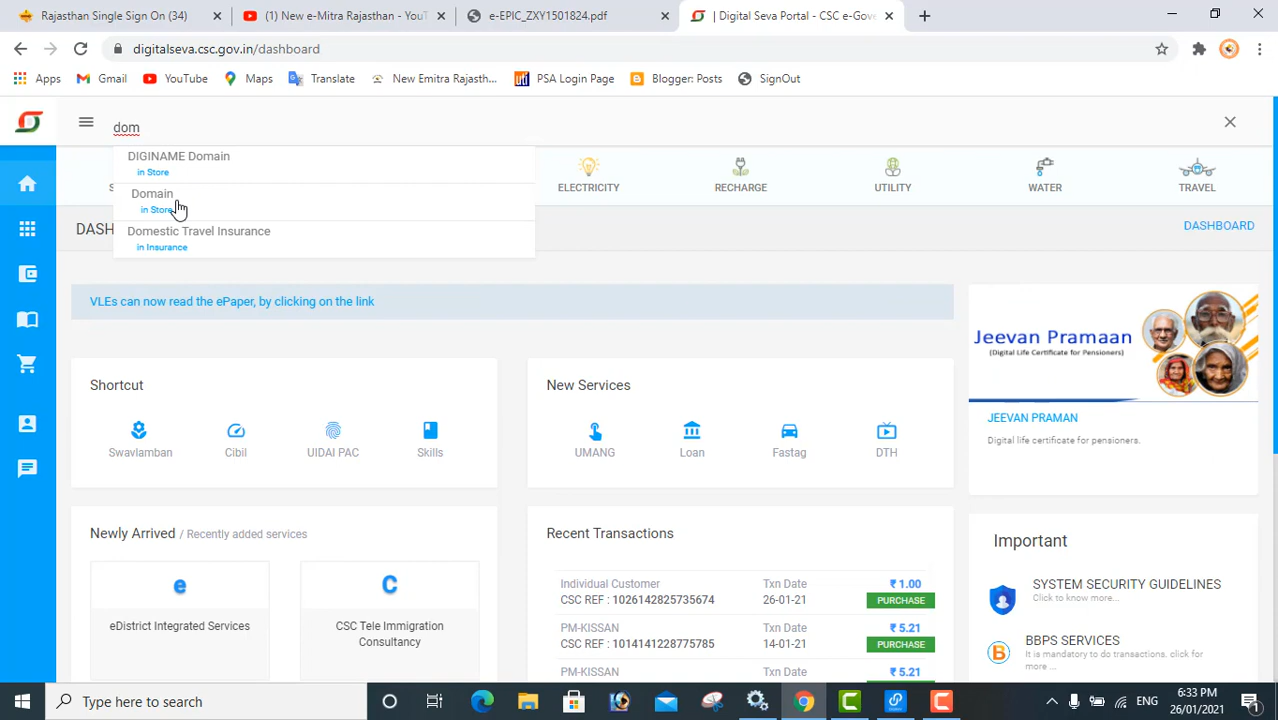 Rajasthan Single Sign On (34)
(1) New e-Mitra Rajasthan - YouT
e-EPIC_ZXY1501824.pdf
| Digital Seva Portal - CSC e-Gove
digitalseva.csc.gov.in/dashboard
Apps
Gmail
YouTube
Maps
Translate
New Emitra Rajasth...
PSA Login Page
Blogger: Posts
SignOut
dom
DIGINAME Domain
in Store
Domain
in Store
Domestic Travel Insurance
in Insurance
ELECTRICITY
RECHARGE
UTILITY
WATER
TRAVEL
DASH
DASHBOARD
VLEs can now read the ePaper, by clicking on the link
Shortcut
Swavlamban
Cibil
UIDAI PAC
Skills
New Services
UMANG
Loan
Fastag
DTH
Jeevan Pramaan
(Digital Life Certificate for Pensioners)
JEEVAN PRAMAN
Digital life certificate for pensioners.
Newly Arrived / Recently added services
e
eDistrict Integrated Services
C
CSC Tele Immigration
Consultancy
Recent Transactions
Individual Customer Txn Date ₹ 1.00
CSC REF : 1026142825735674 26-01-21 PURCHASE
PM-KISSAN Txn Date ₹ 5.21
CSC REF : 1014141228775785 14-01-21 PURCHASE
PM-KISSAN Txn Date ₹ 5.21
Important
SYSTEM SECURITY GUIDELINES
Click to know more...
BBPS SERVICES
It is mandatory to do transactions. click for
more ...
Type here to search
ENG
6:33 PM
26/01/2021